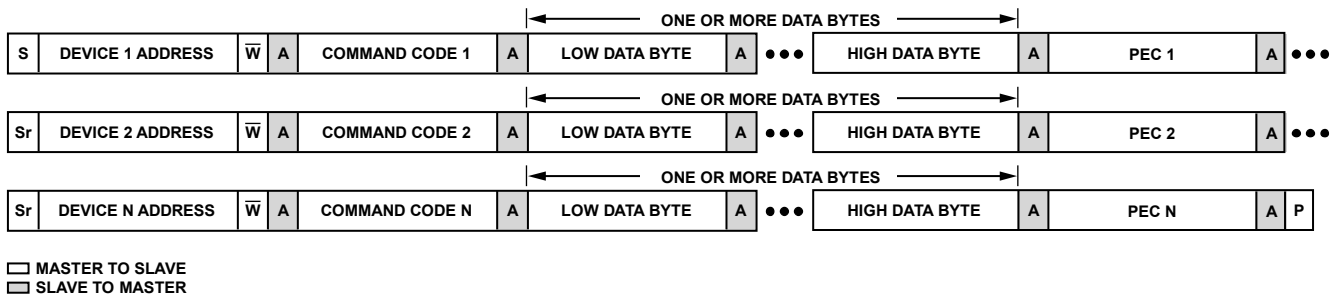 ONE OR MORE DATA BYTES
S DEVICE 1 ADDRESS W̅ A COMMAND CODE 1 A LOW DATA BYTE A ●●● HIGH DATA BYTE A PEC 1 A ●●●
ONE OR MORE DATA BYTES
Sr DEVICE 2 ADDRESS W̅ A COMMAND CODE 2 A LOW DATA BYTE A ●●● HIGH DATA BYTE A PEC 2 A ●●●
ONE OR MORE DATA BYTES
Sr DEVICE N ADDRESS W̅ A COMMAND CODE N A LOW DATA BYTE A ●●● HIGH DATA BYTE A PEC N A P
MASTER TO SLAVE
SLAVE TO MASTER